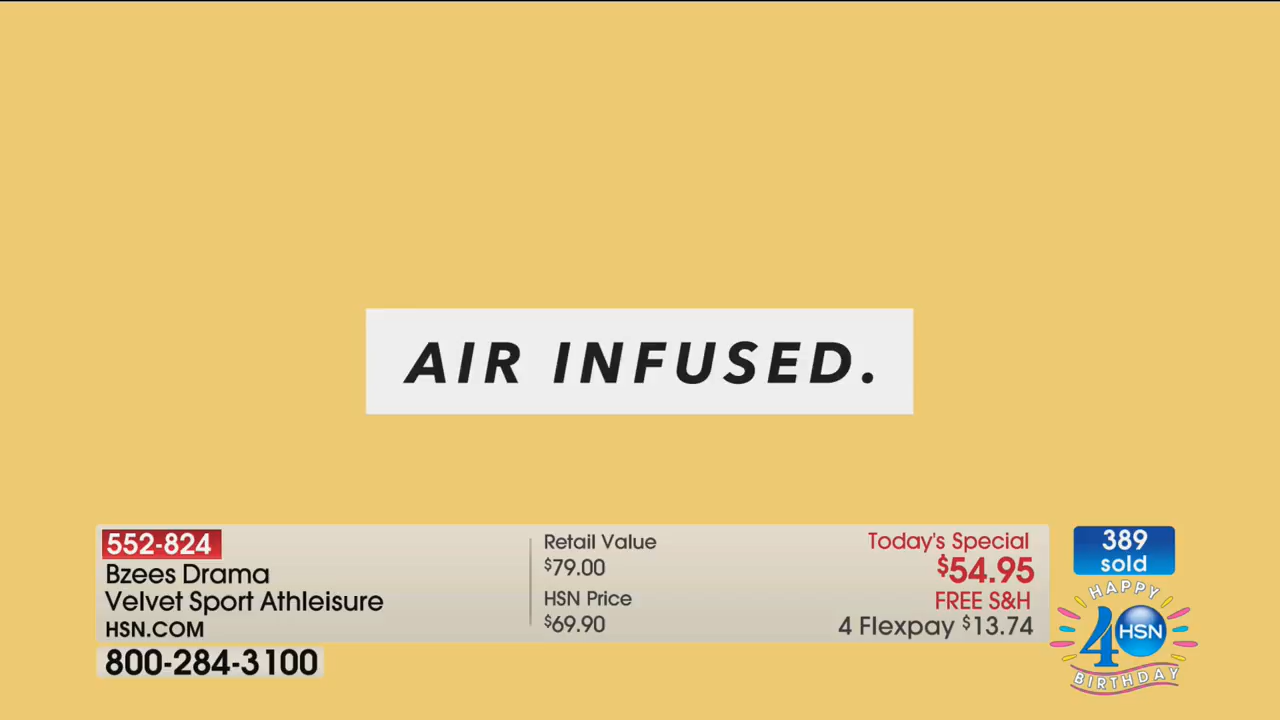 AIR INFUSED.
552-824
Bzees Drama
Velvet Sport Athleisure
HSN.COM
800-284-3100
Retail Value
$79.00
HSN Price
$69.90
Today's Special
$54.95
FREE S&H
4 Flexpay $13.74
389
sold
HAPPY
40 HSN
BIRTHDAY